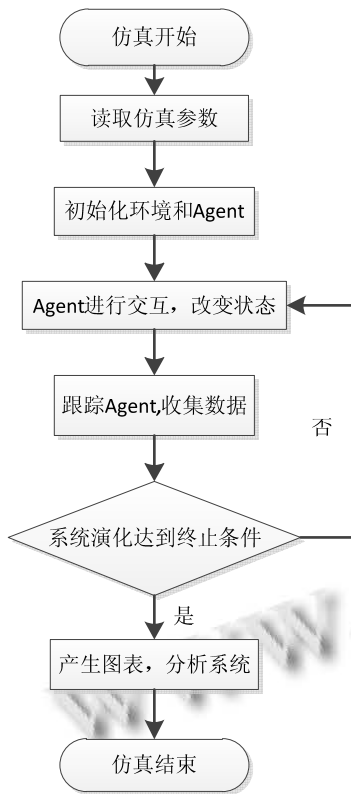 仿真开始
读取仿真参数
初始化环境和Agent
Agent进行交互，改变状态
跟踪Agent,收集数据
否
系统演化达到终止条件
是
产生图表，分析系统
仿真结束